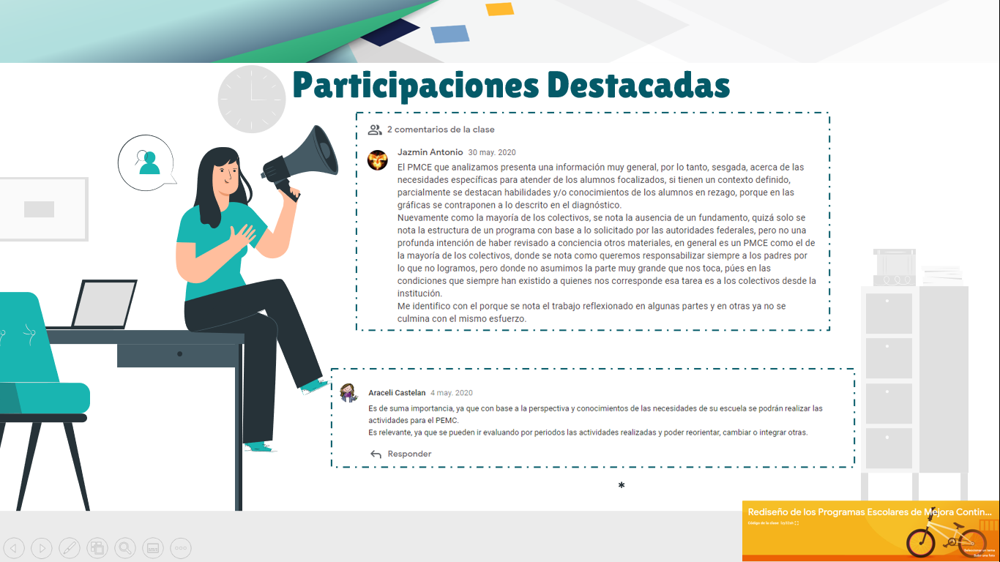 Participaciones Destacadas
2 comentarios de la clase
Jazmin Antonio 30 may. 2020
El PMCE que analizamos presenta una información muy general, por lo tanto, sesgada, acerca de las
necesidades específicas para atender de los alumnos focalizados, si tienen un contexto definido,
parcialmente se destacan habilidades y/o conocimientos de los alumnos en rezago, porque en las
gráficas se contraponen a lo descrito en el diagnóstico.
Nuevamente como la mayoría de los colectivos, se nota la ausencia de un fundamento, quizá solo se
nota la estructura de un programa con base a lo solicitado por las autoridades federales, pero no una
profunda intención de haber revisado a conciencia otros materiales, en general es un PMCE como el de
la mayoría de los colectivos, donde se nota como queremos responsabilizar siempre a los padres por
lo que no logramos, pero donde no asumimos la parte muy grande que nos toca, púes en las
condiciones que siempre han existido a quienes nos corresponde esa tarea es a los colectivos desde la
institución.
Me identifico con el porque se nota el trabajo reflexionado en algunas partes y en otras ya no se
culmina con el mismo esfuerzo.
Araceli Castelan 4 may. 2020
Es de suma importancia, ya que con base a la perspectiva y conocimientos de las necesidades de su escuela se podrán realizar las
actividades para el PEMC.
Es relevante, ya que se pueden ir evaluando por periodos las actividades realizadas y poder reorientar, cambiar o integrar otras.
Responder
*
Rediseño de los Programas Escolares de Mejora Contin...
Código de la clase
Seleccionar un tema
Subir una foto